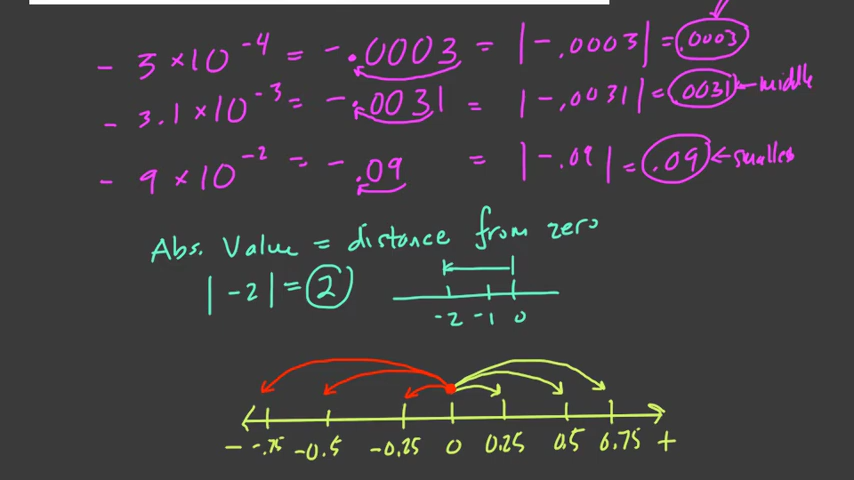 - 3 × 10^-4 = -.0003 = |-.0003| = .0003
- 3.1 × 10^-3 = -.0031 = |-.0031| = .0031 ← middle
- 9 × 10^-2 = -.09 = |-.09| = .09 ← smallest
Abs. Value = distance from zero
|-2| = 2
-2 -1 0
- -.75 -0.5 -0.25 0 0.25 0.5 0.75 +